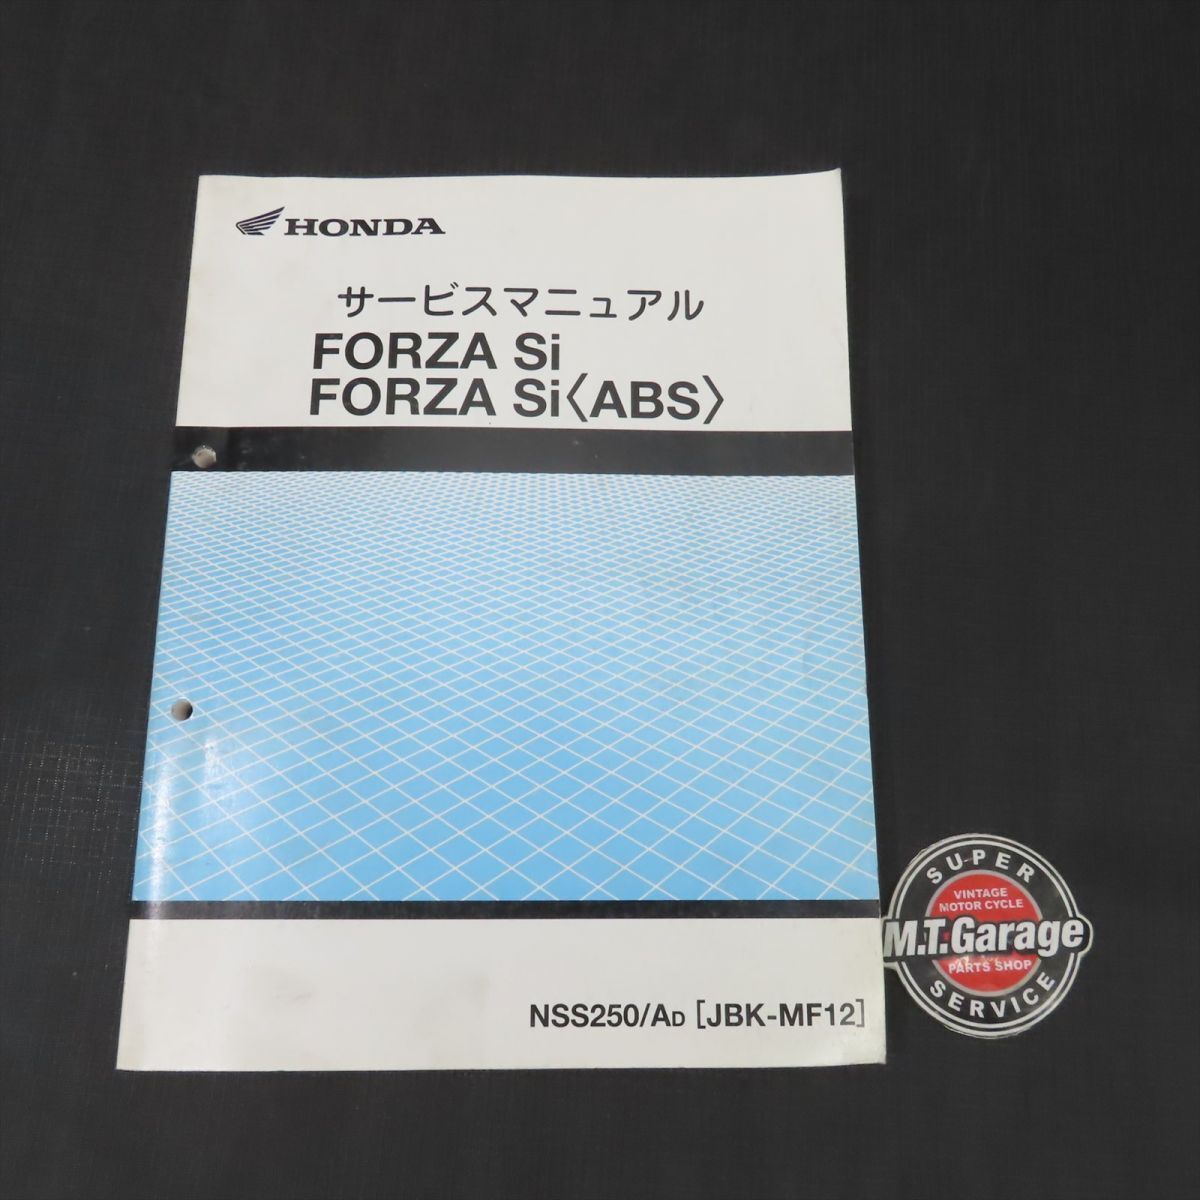 HONDA
サービスマニュアル
FORZA Si
FORZA Si〈ABS〉
NSS250/AD [JBK-MF12]
SUPER
VINTAGE
MOTOR CYCLE
M.T.Garage
PARTS SHOP
SERVICE